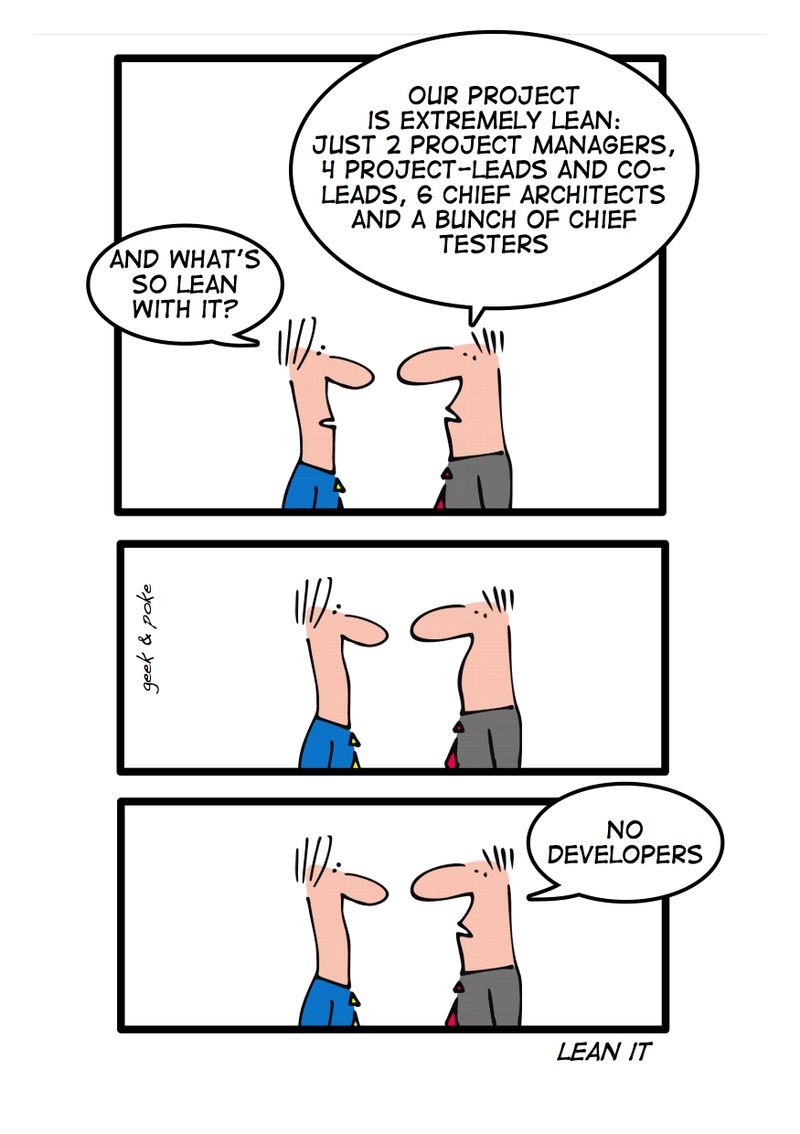 OUR PROJECT
IS EXTREMELY LEAN:
JUST 2 PROJECT MANAGERS,
4 PROJECT-LEADS AND CO-
LEADS, 6 CHIEF ARCHITECTS
AND A BUNCH OF CHIEF
TESTERS
AND WHAT'S
SO LEAN
WITH IT?
geek & poke
NO
DEVELOPERS
LEAN IT